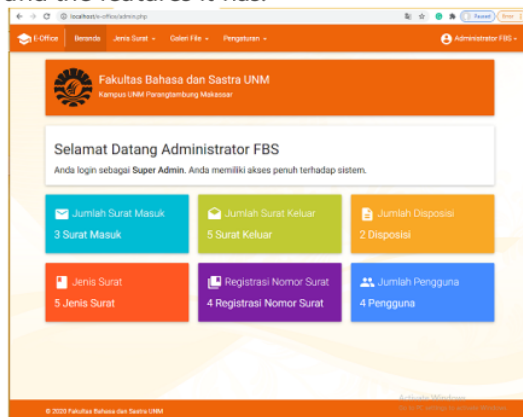 and the features it has.
localhost/e-office/admin.php
E-Office Beranda Jenis Surat Galeri File Pengaturan Administrator FBS
Fakultas Bahasa dan Sastra UNM
Kampus UNM Parangtambung Makassar
Selamat Datang Administrator FBS
Anda login sebagai Super Admin. Anda memiliki akses penuh terhadap sistem.
Jumlah Surat Masuk
3 Surat Masuk
Jumlah Surat Keluar
5 Surat Keluar
Jumlah Disposisi
2 Disposisi
Jenis Surat
5 Jenis Surat
Registrasi Nomor Surat
4 Registrasi Nomor Surat
Jumlah Pengguna
4 Pengguna
Activate Windows
© 2020 Fakultas Bahasa dan Sastra UNM